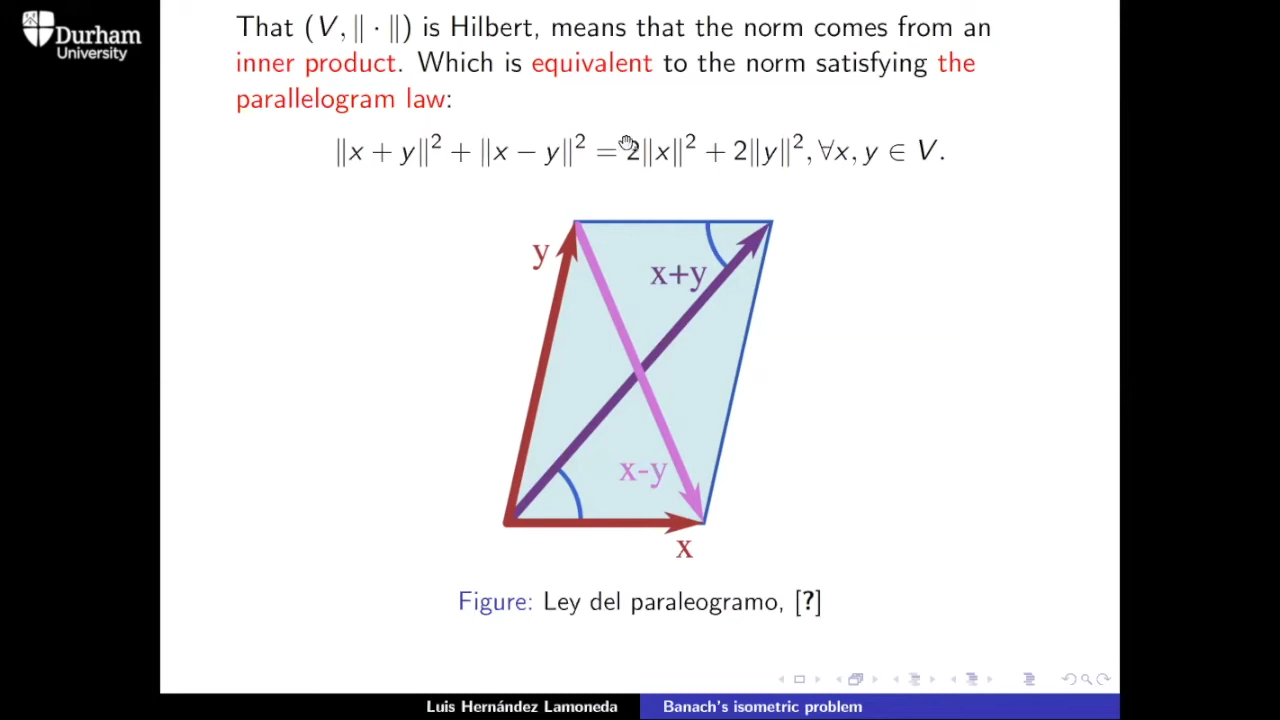 Durham
University
That (V, ‖ · ‖) is Hilbert, means that the norm comes from an
inner product. Which is equivalent to the norm satisfying the
parallelogram law:
‖x + y‖² + ‖x − y‖² = 2‖x‖² + 2‖y‖², ∀x, y ∈ V.
y
x+y
x-y
x
Figure: Ley del paraleogramo, [?]
Luis Hernández Lamoneda
Banach's isometric problem